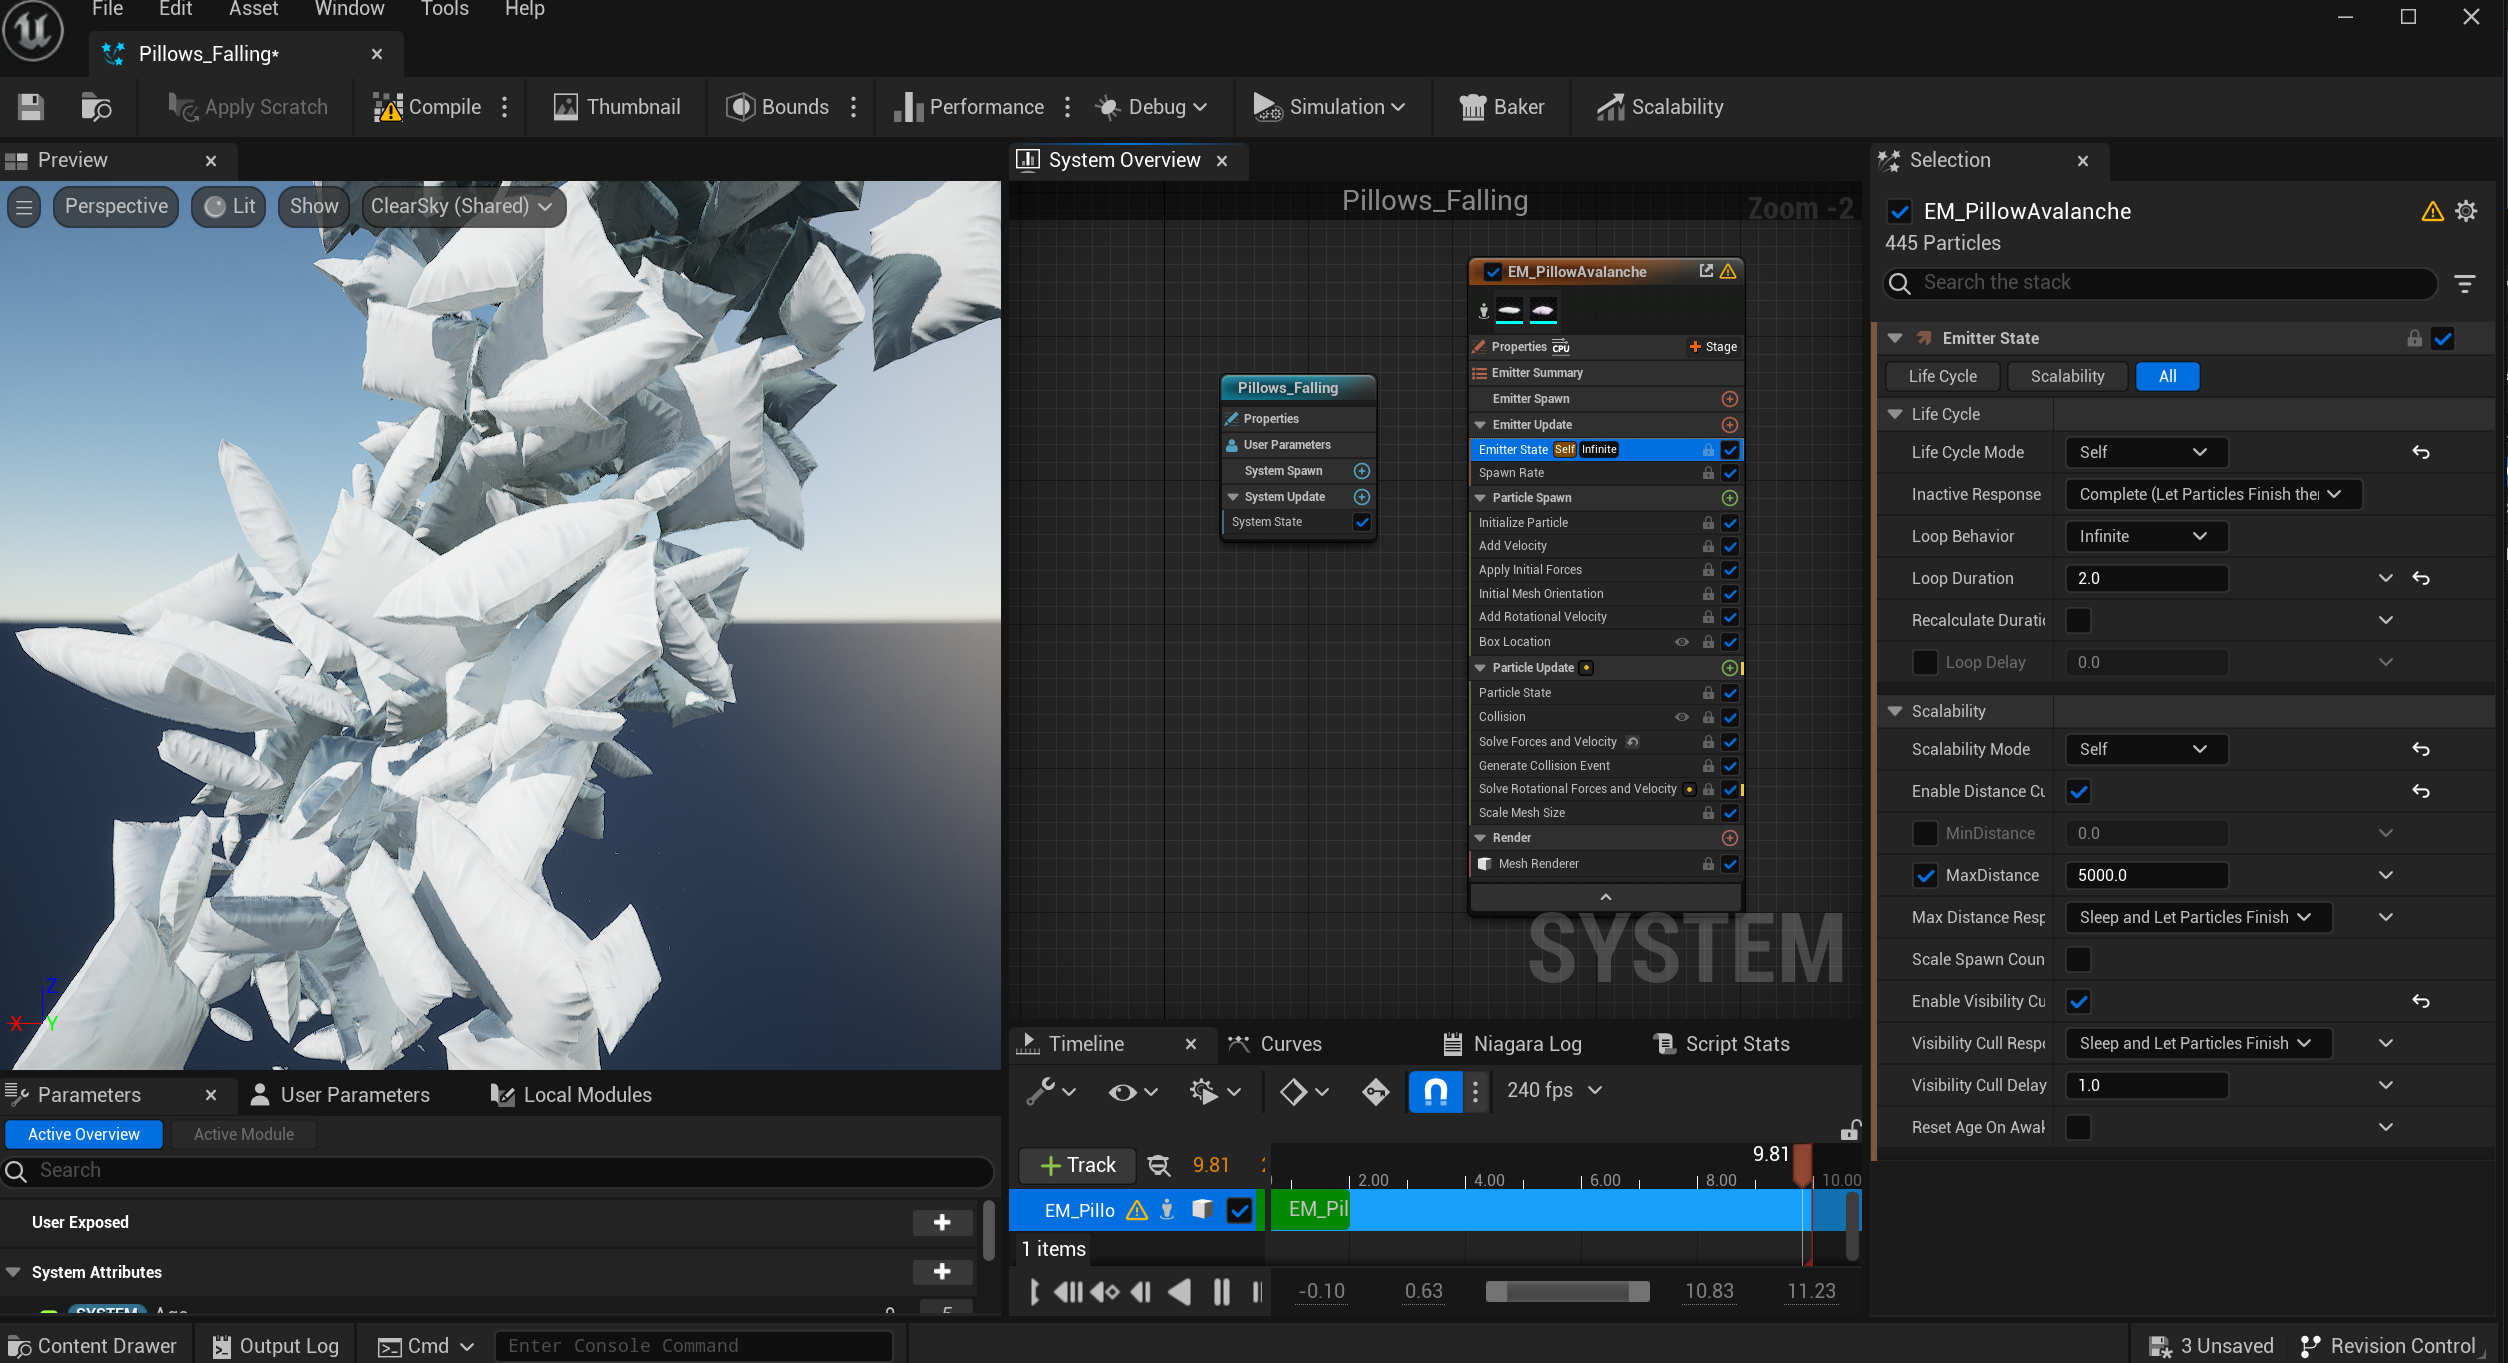 File Edit Asset Window Tools Help
Pillows_Falling*
Apply Scratch Compile Thumbnail Bounds Performance Debug Simulation Baker Scalability
Preview
Perspective Lit Show ClearSky (Shared)
Z
X Y
System Overview
Pillows_Falling
Zoom -2
Pillows_Falling
Properties
User Parameters
System Spawn
System Update
System State
EM_PillowAvalanche
Properties CPU Stage
Emitter Summary
Emitter Spawn
Emitter Update
Emitter State Self Infinite
Spawn Rate
Particle Spawn
Initialize Particle
Add Velocity
Apply Initial Forces
Initial Mesh Orientation
Add Rotational Velocity
Box Location
Particle Update
Particle State
Collision
Solve Forces and Velocity
Generate Collision Event
Solve Rotational Forces and Velocity
Scale Mesh Size
Render
Mesh Renderer
SYSTEM
Selection
EM_PillowAvalanche
445 Particles
Search the stack
Emitter State
Life Cycle Scalability All
Life Cycle
Life Cycle Mode Self
Inactive Response Complete (Let Particles Finish the
Loop Behavior Infinite
Loop Duration 2.0
Recalculate Durati
Loop Delay 0.0
Scalability
Scalability Mode Self
Enable Distance Cu
MinDistance 0.0
MaxDistance 5000.0
Max Distance Resp Sleep and Let Particles Finish
Scale Spawn Coun
Enable Visibility Cu
Visibility Cull Resp Sleep and Let Particles Finish
Visibility Cull Delay 1.0
Reset Age On Awa
Parameters User Parameters Local Modules
Active Overview Active Module
Search
User Exposed
System Attributes
SYSTEM Age
Timeline Curves Niagara Log Script Stats
240 fps
Track 9.81
9.81
2.00 4.00 6.00 8.00 10.00
EM_Pillo EM_Pil
1 items
-0.10 0.63 10.83 11.23
Content Drawer Output Log Cmd Enter Console Command 3 Unsaved Revision Control